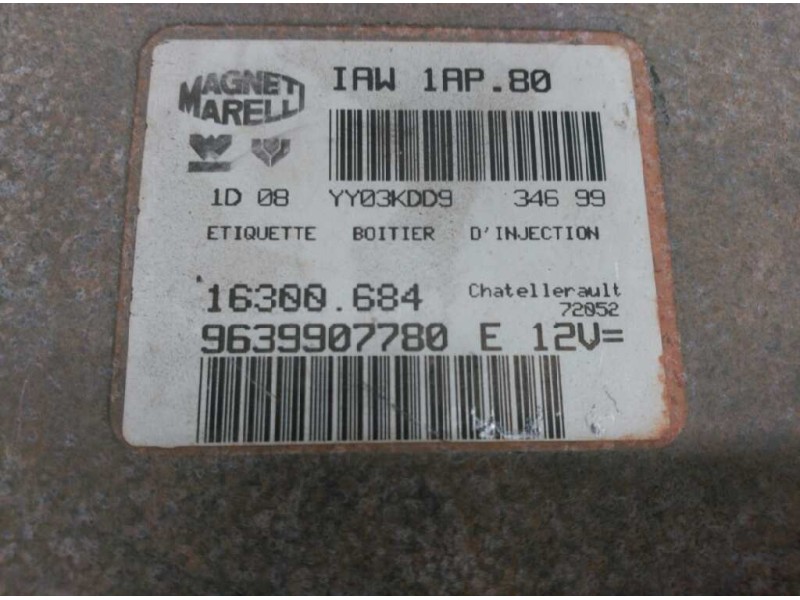 MAGNETI
MARELLI
IAW 1AP.80
1D 08 YY03KDD9 346 99
ETIQUETTE BOITIER D'INJECTION
16300.684 Chatellerault
72052
9639907780 E 12V=